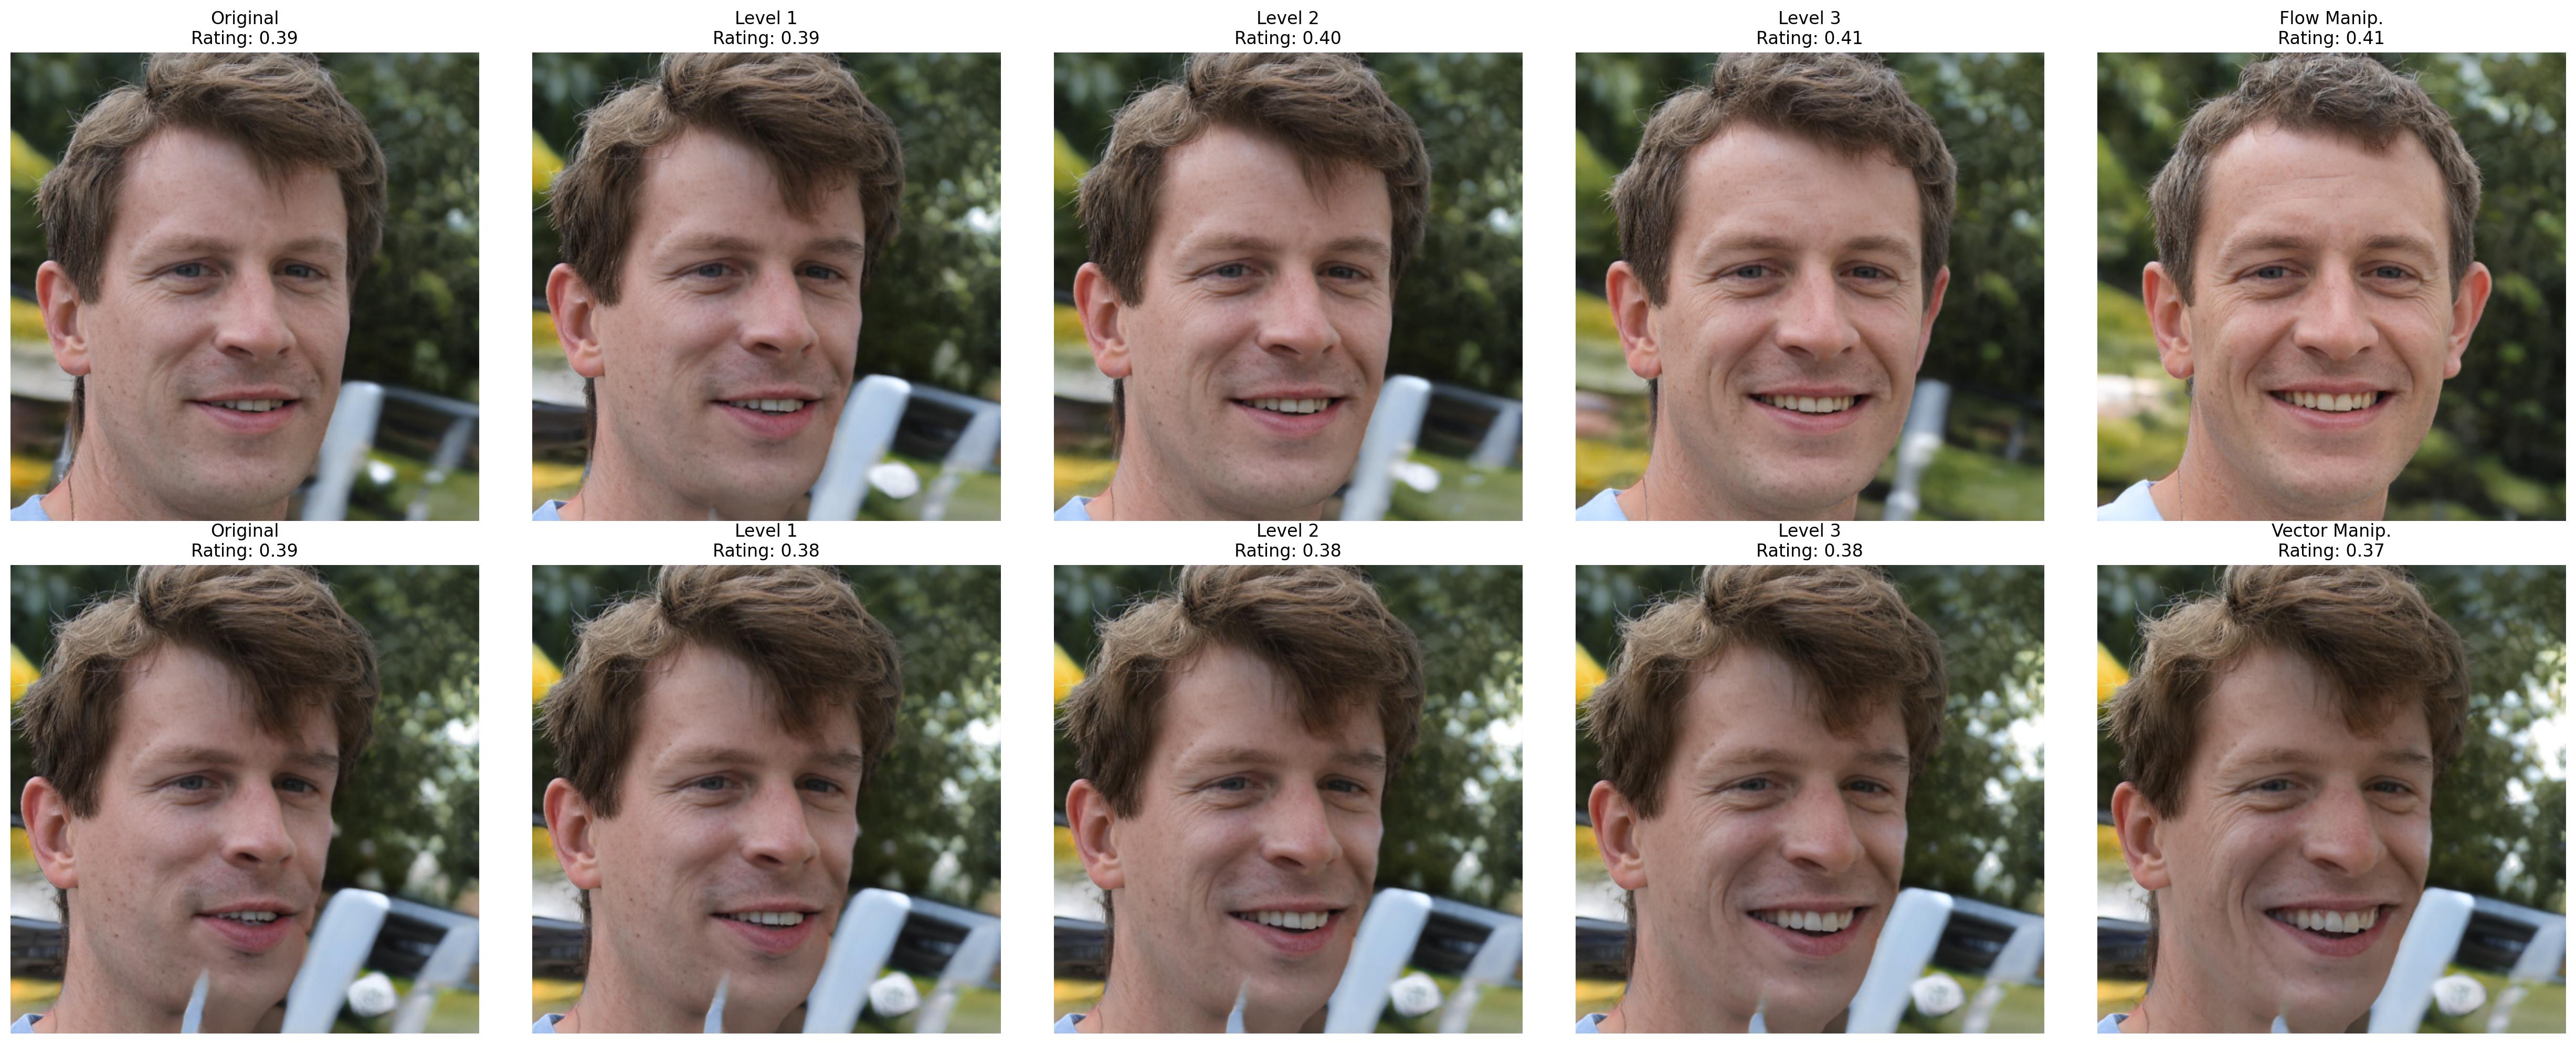 Original
Rating: 0.39
Level 1
Rating: 0.39
Level 2
Rating: 0.40
Level 3
Rating: 0.41
Flow Manip.
Rating: 0.41
Original
Rating: 0.39
Level 1
Rating: 0.38
Level 2
Rating: 0.38
Level 3
Rating: 0.38
Vector Manip.
Rating: 0.37